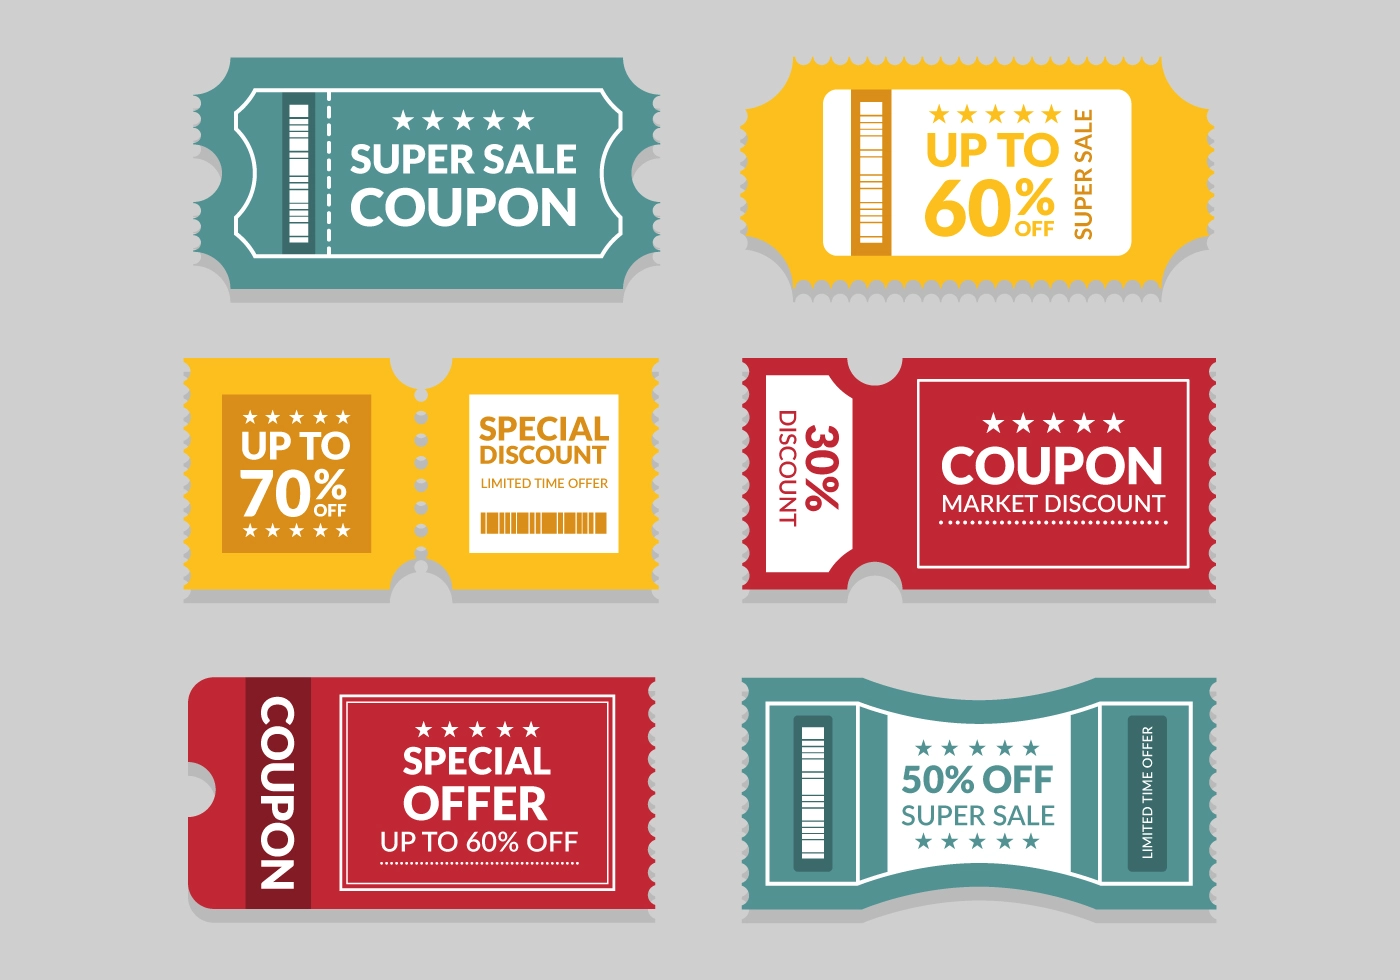 SUPER SALE
COUPON
UP TO
60%
OFF
SUPER SALE
UP TO
70%
OFF
SPECIAL
DISCOUNT
LIMITED TIME OFFER
30%
DISCOUNT
COUPON
MARKET DISCOUNT
COUPON
SPECIAL
OFFER
UP TO 60% OFF
50% OFF
SUPER SALE
LIMITED TIME OFFER